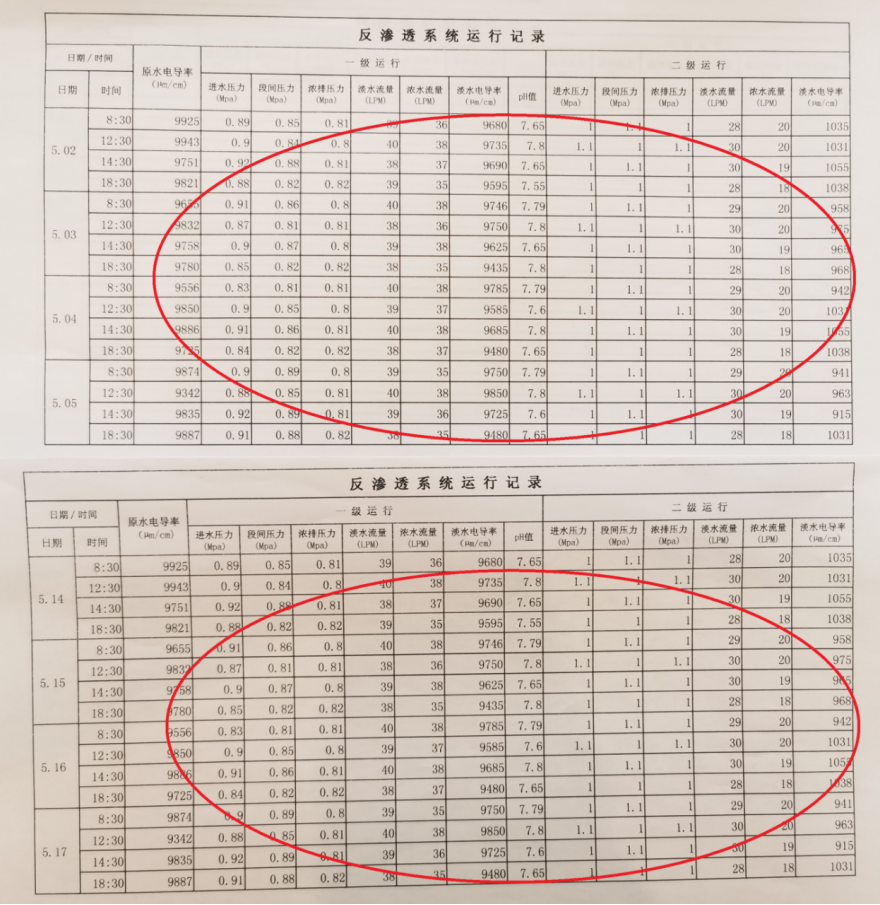 反渗透系统运行记录
日期/时间 原水电导率(μm/cm) 一级运行 二级运行
日期 时间 进水压力(Mpa) 段间压力(Mpa) 浓排压力(Mpa) 淡水流量(LPM) 浓水流量(LPM) 淡水电导率(μm/cm) pH值 进水压力(Mpa) 段间压力(Mpa) 浓排压力(Mpa) 淡水流量(LPM) 浓水流量(LPM) 淡水电导率(μm/cm)
5.02 8:30 9925 0.89 0.85 0.81 39 36 9680 7.65 1 1.1 1 28 20 1035
12:30 9943 0.9 0.84 0.8 40 38 9735 7.8 1.1 1 1.1 30 20 1031
14:30 9751 0.92 0.88 0.81 38 37 9690 7.65 1 1.1 1 30 19 1055
18:30 9821 0.88 0.82 0.82 39 35 9595 7.55 1 1 1 28 18 1038
5.03 8:30 9655 0.91 0.86 0.8 40 38 9746 7.79 1 1.1 1 29 20 958
12:30 9832 0.87 0.81 0.81 38 36 9750 7.8 1.1 1 1.1 30 20 975
14:30 9758 0.9 0.87 0.8 39 38 9625 7.65 1 1.1 1 30 19 965
18:30 9780 0.85 0.82 0.82 38 35 9435 7.8 1 1 1 28 18 968
5.04 8:30 9556 0.83 0.81 0.81 40 38 9785 7.79 1 1.1 1 29 20 942
12:30 9850 0.9 0.85 0.8 39 37 9585 7.6 1.1 1 1.1 30 20 1031
14:30 9886 0.91 0.86 0.81 40 38 9685 7.8 1 1.1 1 30 19 1055
18:30 9725 0.84 0.82 0.82 38 37 9480 7.65 1 1 1 28 18 1038
5.05 8:30 9874 0.9 0.89 0.8 39 35 9750 7.79 1 1.1 1 29 20 941
12:30 9342 0.88 0.85 0.81 40 38 9850 7.8 1.1 1 1.1 30 20 963
14:30 9835 0.92 0.89 0.81 39 36 9725 7.6 1 1.1 1 30 19 915
18:30 9887 0.91 0.88 0.82 38 35 9480 7.65 1 1 1 28 18 1031
反渗透系统运行记录
日期/时间 原水电导率(μm/cm) 一级运行 二级运行
日期 时间 进水压力(Mpa) 段间压力(Mpa) 浓排压力(Mpa) 淡水流量(LPM) 浓水流量(LPM) 淡水电导率(μm/cm) pH值 进水压力(Mpa) 段间压力(Mpa) 浓排压力(Mpa) 淡水流量(LPM) 浓水流量(LPM) 淡水电导率(μm/cm)
5.14 8:30 9925 0.89 0.85 0.81 39 36 9680 7.65 1 1.1 1 28 20 1035
12:30 9943 0.9 0.84 0.8 40 38 9735 7.8 1.1 1 1.1 30 20 1031
14:30 9751 0.92 0.88 0.81 38 37 9690 7.65 1 1.1 1 30 19 1055
18:30 9821 0.88 0.82 0.82 39 35 9595 7.55 1 1 1 28 18 1038
5.15 8:30 9655 0.91 0.86 0.8 40 38 9746 7.79 1 1.1 1 29 20 958
12:30 9832 0.87 0.81 0.81 38 36 9750 7.8 1.1 1 1.1 30 20 975
14:30 9758 0.9 0.87 0.8 39 38 9625 7.65 1 1.1 1 30 19 965
18:30 9780 0.85 0.82 0.82 38 35 9435 7.8 1 1 1 28 18 968
5.16 8:30 9556 0.83 0.81 0.81 40 38 9785 7.79 1 1.1 1 29 20 942
12:30 9850 0.9 0.85 0.8 39 37 9585 7.6 1.1 1 1.1 30 20 1031
14:30 9886 0.91 0.86 0.81 40 38 9685 7.8 1 1.1 1 30 19 1055
18:30 9725 0.84 0.82 0.82 38 37 9480 7.65 1 1 1 28 18 1038
5.17 8:30 9874 0.9 0.89 0.8 39 35 9750 7.79 1 1.1 1 29 20 941
12:30 9342 0.88 0.85 0.81 40 38 9850 7.8 1.1 1 1.1 30 20 963
14:30 9835 0.92 0.89 0.81 39 36 9725 7.6 1 1.1 1 30 19 915
18:30 9887 0.91 0.88 0.82 38 35 9480 7.65 1 1 1 28 18 1031